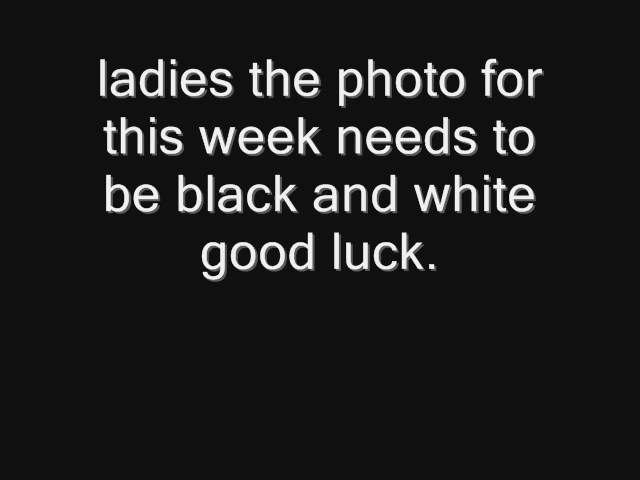 ladies the photo for
this week needs to
be black and white
good luck.